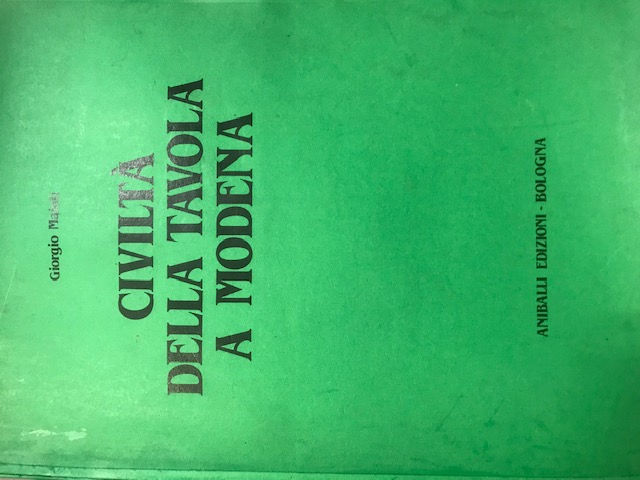 Giorgio
CIVILTÀ
DELLA TAVOLA
A MODENA
ANIBALLI EDIZIONI - BOLOGNA